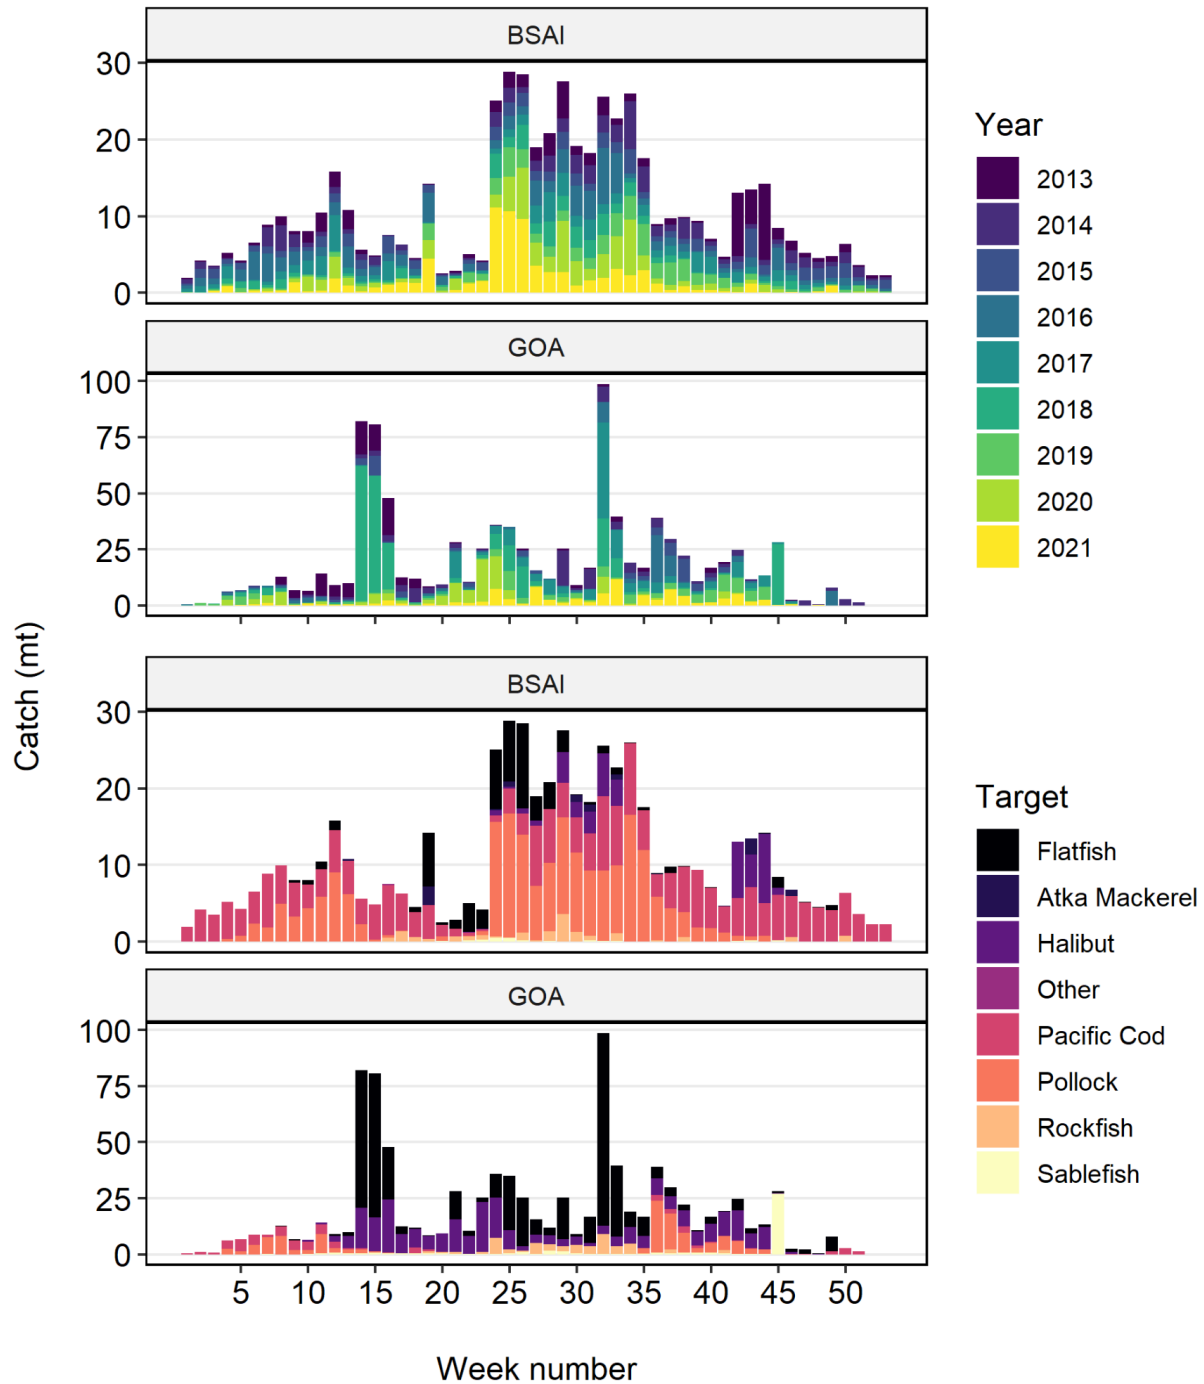 BSAI
30
20
10
0
GOA
100
75
50
25
0
Year
2013
2014
2015
2016
2017
2018
2019
2020
2021
Catch (mt)
BSAI
30
20
10
0
GOA
100
75
50
25
0
5 10 15 20 25 30 35 40 45 50
Week number
Target
Flatfish
Atka Mackerel
Halibut
Other
Pacific Cod
Pollock
Rockfish
Sablefish